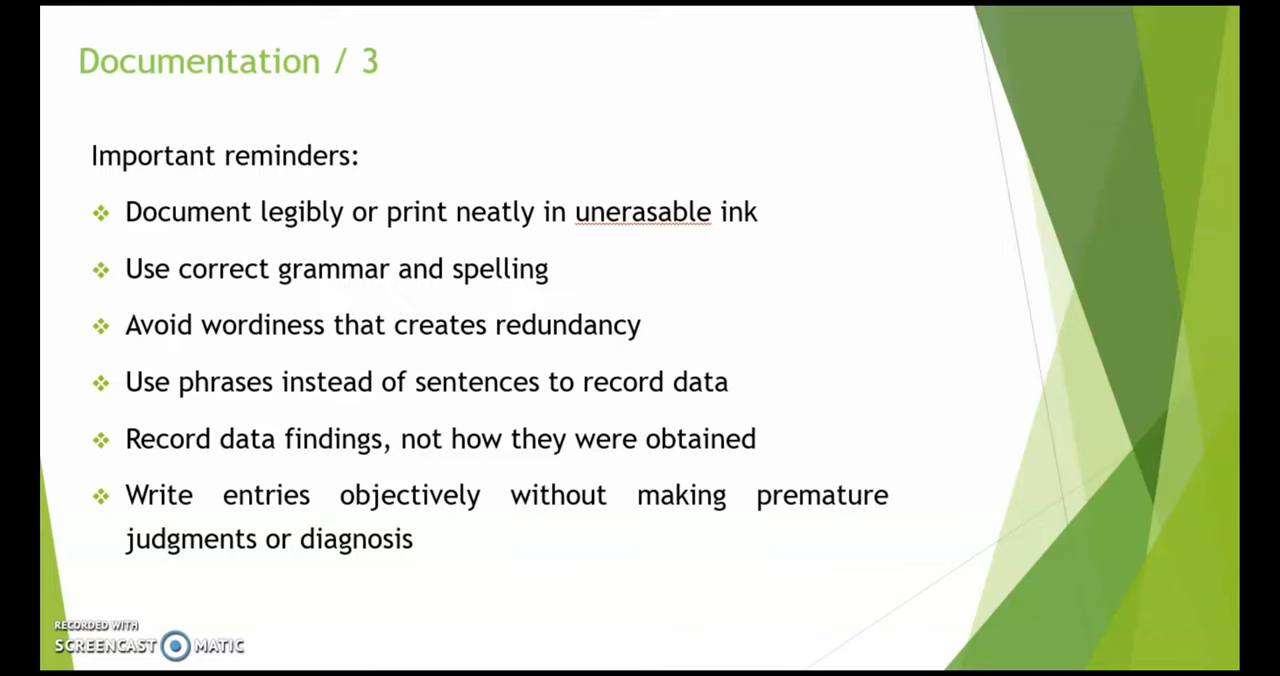 Documentation / 3
Important reminders:
Document legibly or print neatly in unerasable ink
Use correct grammar and spelling
Avoid wordiness that creates redundancy
Use phrases instead of sentences to record data
Record data findings, not how they were obtained
Write entries objectively without making premature
judgments or diagnosis
RECORDED WITH
SCREENCAST MATIC